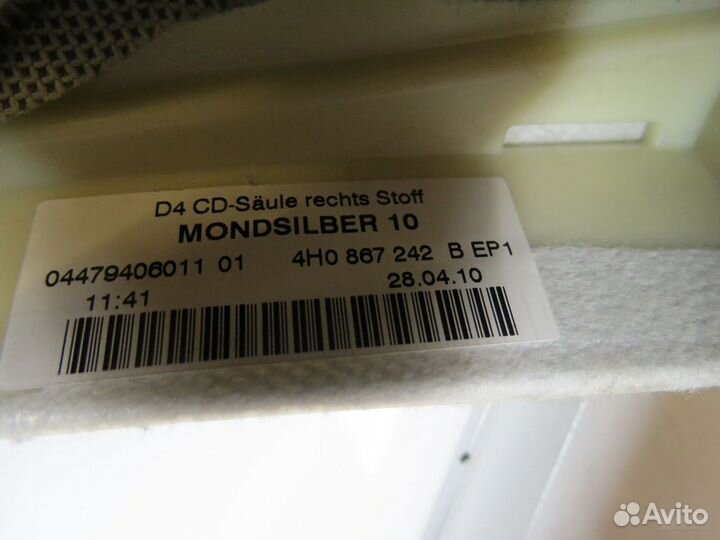 D4 CD-Säule rechts Stoff
MONDSILBER 10
04479406011 01 4H0 867 242 B EP1
11:41 28.04.10
Avito